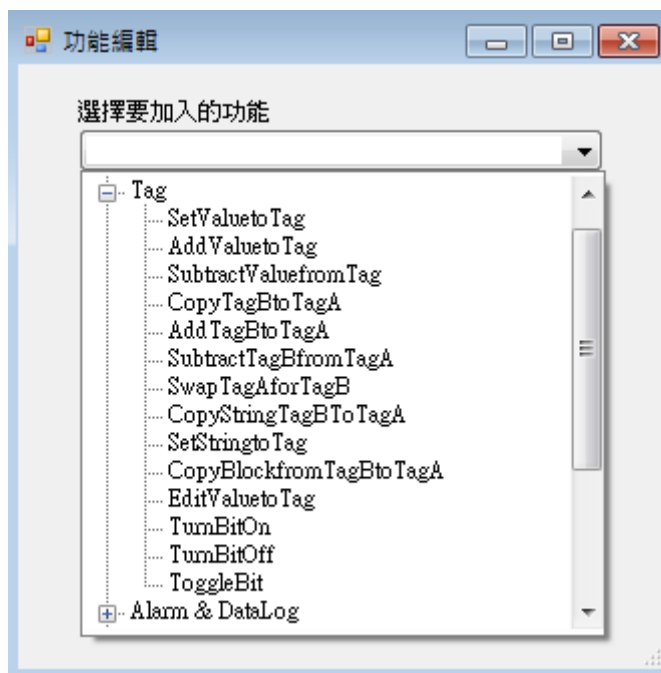 功能編輯
選擇要加入的功能
Tag
SetValuetoTag
AddValuetoTag
SubtractValuefromTag
CopyTagBtoTagA
AddTagBtoTagA
SubtractTagBfromTagA
SwapTagAforTagB
CopyStringTagBToTagA
SetStringtoTag
CopyBlockfromTagBtoTagA
EditValuetoTag
TurnBitOn
TurnBitOff
ToggleBit
Alarm & DataLog